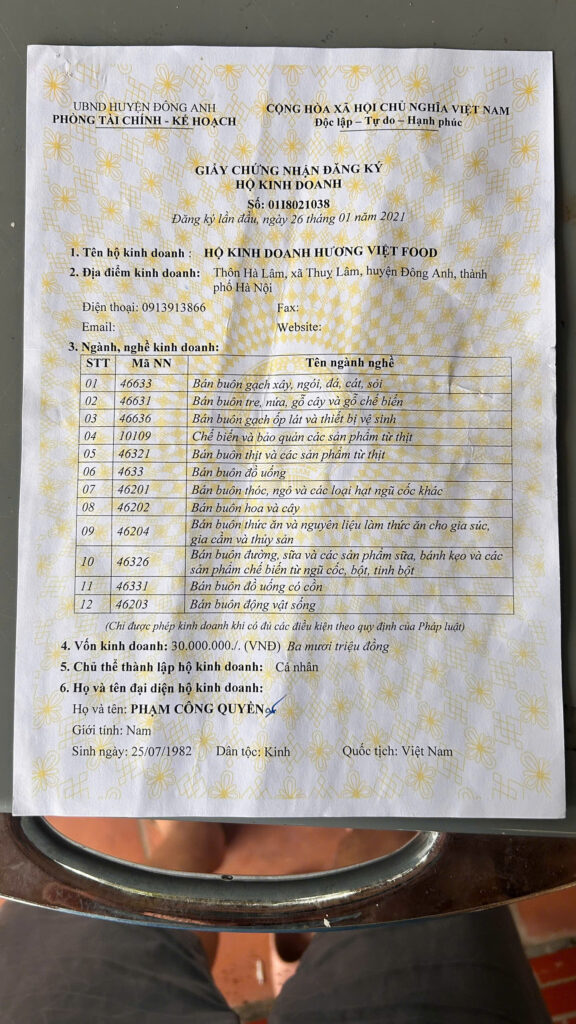 UBND HUYỆN ĐÔNG ANH
PHÒNG TÀI CHÍNH - KẾ HOẠCH
CỘNG HÒA XÃ HỘI CHỦ NGHĨA VIỆT NAM
Độc lập – Tự do – Hạnh phúc
GIẤY CHỨNG NHẬN ĐĂNG KÝ
HỘ KINH DOANH
Số: 01I8021038
Đăng ký lần đầu, ngày 26 tháng 01 năm 2021
1. Tên hộ kinh doanh : HỘ KINH DOANH HƯƠNG VIỆT FOOD
2. Địa điểm kinh doanh: Thôn Hà Lâm, xã Thuỵ Lâm, huyện Đông Anh, thành
phố Hà Nội
Điện thoại: 0913913866 Fax:
Email: Website:
3. Ngành, nghề kinh doanh:
STT Mã NN Tên ngành nghề
01 46633 Bán buôn gạch xây, ngói, đá, cát, sỏi
02 46631 Bán buôn tre, nứa, gỗ cây và gỗ chế biến
03 46636 Bán buôn gạch ốp lát và thiết bị vệ sinh
04 10109 Chế biến và bảo quản các sản phẩm từ thịt
05 46321 Bán buôn thịt và các sản phẩm từ thịt
06 4633 Bán buôn đồ uống
07 46201 Bán buôn thóc, ngô và các loại hạt ngũ cốc khác
08 46202 Bán buôn hoa và cây
09 46204 Bán buôn thức ăn và nguyên liệu làm thức ăn cho gia súc,
gia cầm và thủy sản
10 46326 Bán buôn đường, sữa và các sản phẩm sữa, bánh kẹo và các
sản phẩm chế biến từ ngũ cốc, bột, tinh bột
11 46331 Bán buôn đồ uống có cồn
12 46203 Bán buôn động vật sống
(Chỉ được phép kinh doanh khi có đủ các điều kiện theo quy định của Pháp luật)
4. Vốn kinh doanh: 30.000.000./. (VNĐ) Ba mươi triệu đồng
5. Chủ thể thành lập hộ kinh doanh: Cá nhân
6. Họ và tên đại diện hộ kinh doanh:
Họ và tên: PHẠM CÔNG QUYỀN
Giới tính: Nam
Sinh ngày: 25/07/1982 Dân tộc: Kinh Quốc tịch: Việt Nam